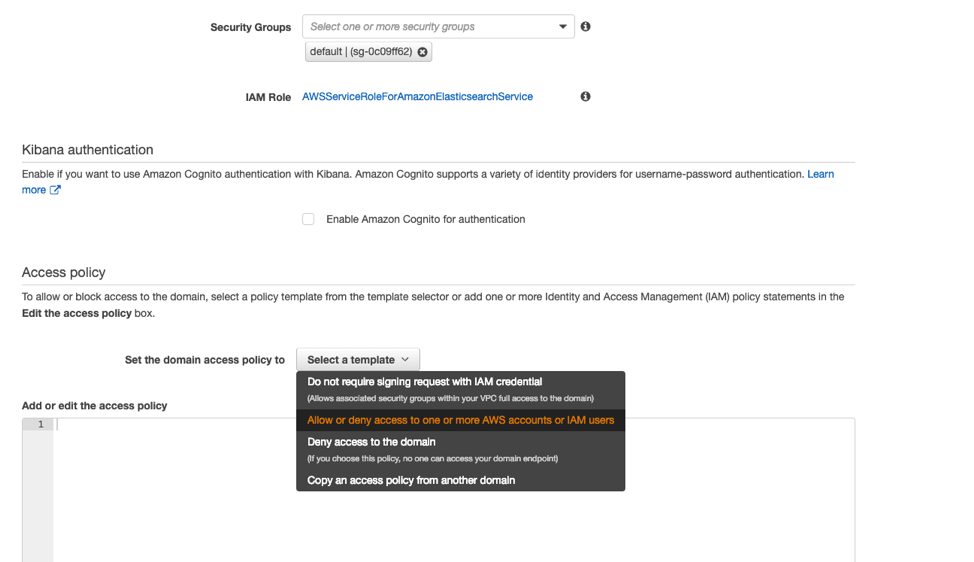 Security Groups
Select one or more security groups
default | (sg-0c09ff62)
IAM Role
AWSServiceRoleForAmazonElasticsearchService
Kibana authentication
Enable if you want to use Amazon Cognito authentication with Kibana. Amazon Cognito supports a variety of identity providers for username-password authentication. Learn
more
Enable Amazon Cognito for authentication
Access policy
To allow or block access to the domain, select a policy template from the template selector or add one or more Identity and Access Management (IAM) policy statements in the
Edit the access policy box.
Set the domain access policy to
Select a template
Do not require signing request with IAM credential
(Allows associated security groups within your VPC full access to the domain)
Allow or deny access to one or more AWS accounts or IAM users
Deny access to the domain
(If you choose this policy, no one can access your domain endpoint)
Copy an access policy from another domain
Add or edit the access policy
1